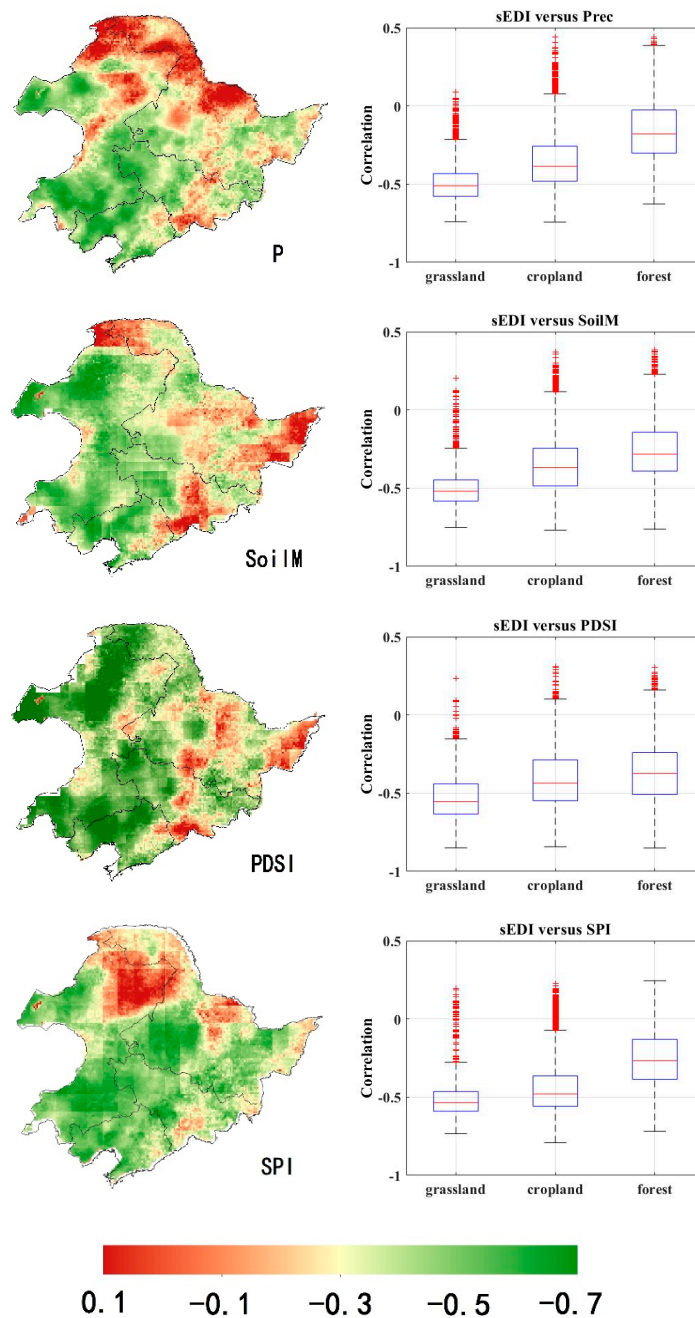 sEDI versus Prec
0.5
0
-0.5
-1
Correlation
grassland cropland forest
P
sEDI versus SoilM
0.5
0
-0.5
-1
Correlation
grassland cropland forest
SoilM
sEDI versus PDSI
0.5
0
-0.5
-1
Correlation
grassland cropland forest
PDSI
sEDI versus SPI
0.5
0
-0.5
-1
Correlation
grassland cropland forest
SPI
0.1 -0.1 -0.3 -0.5 -0.7